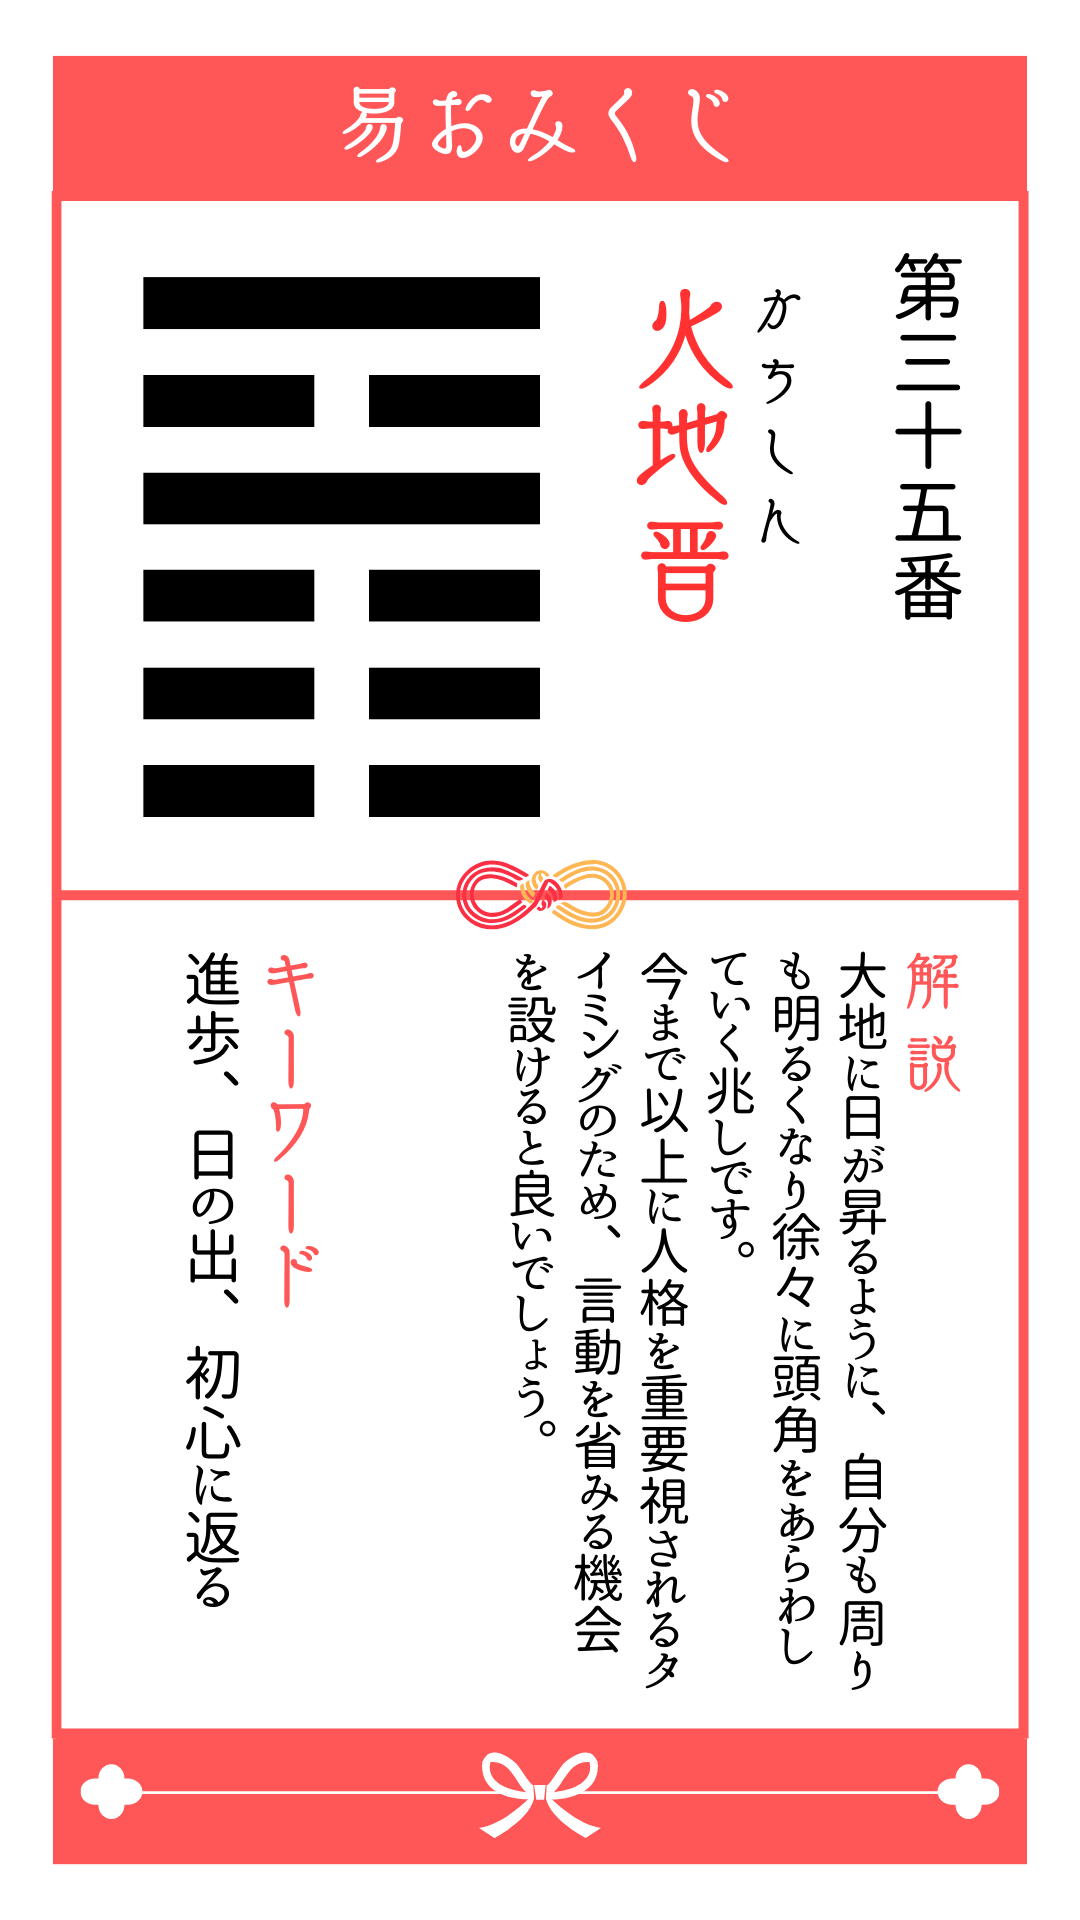 易おみくじ
第三十五番
かちしん
火地晋
解説
大地に日が昇るように、自分も周り
も明るくなり徐々に頭角をあらわし
ていく兆しです。
今まで以上に人格を重要視されるタ
イミングのため、言動を省みる機会
を設けると良いでしょう。
キーワード
進歩、日の出、初心に返る